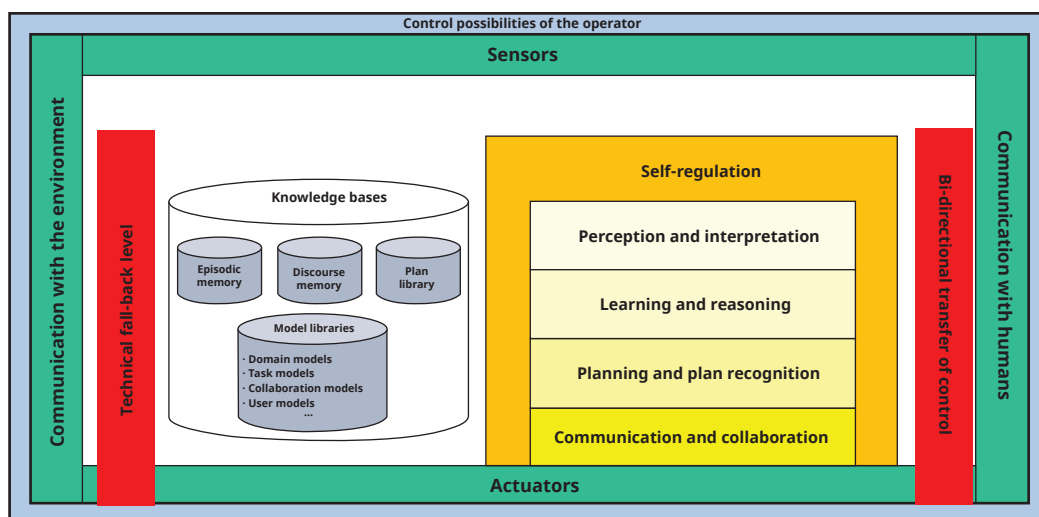 Control possibilities of the operator
Sensors
Communication with the environment
Technical fall-back level
Knowledge bases
Episodic
memory
Discourse
memory
Plan
library
Model libraries
· Domain models
· Task models
· Collaboration models
· User models
...
Self-regulation
Perception and interpretation
Learning and reasoning
Planning and plan recognition
Communication and collaboration
Bi-directional transfer of control
Communication with humans
Actuators